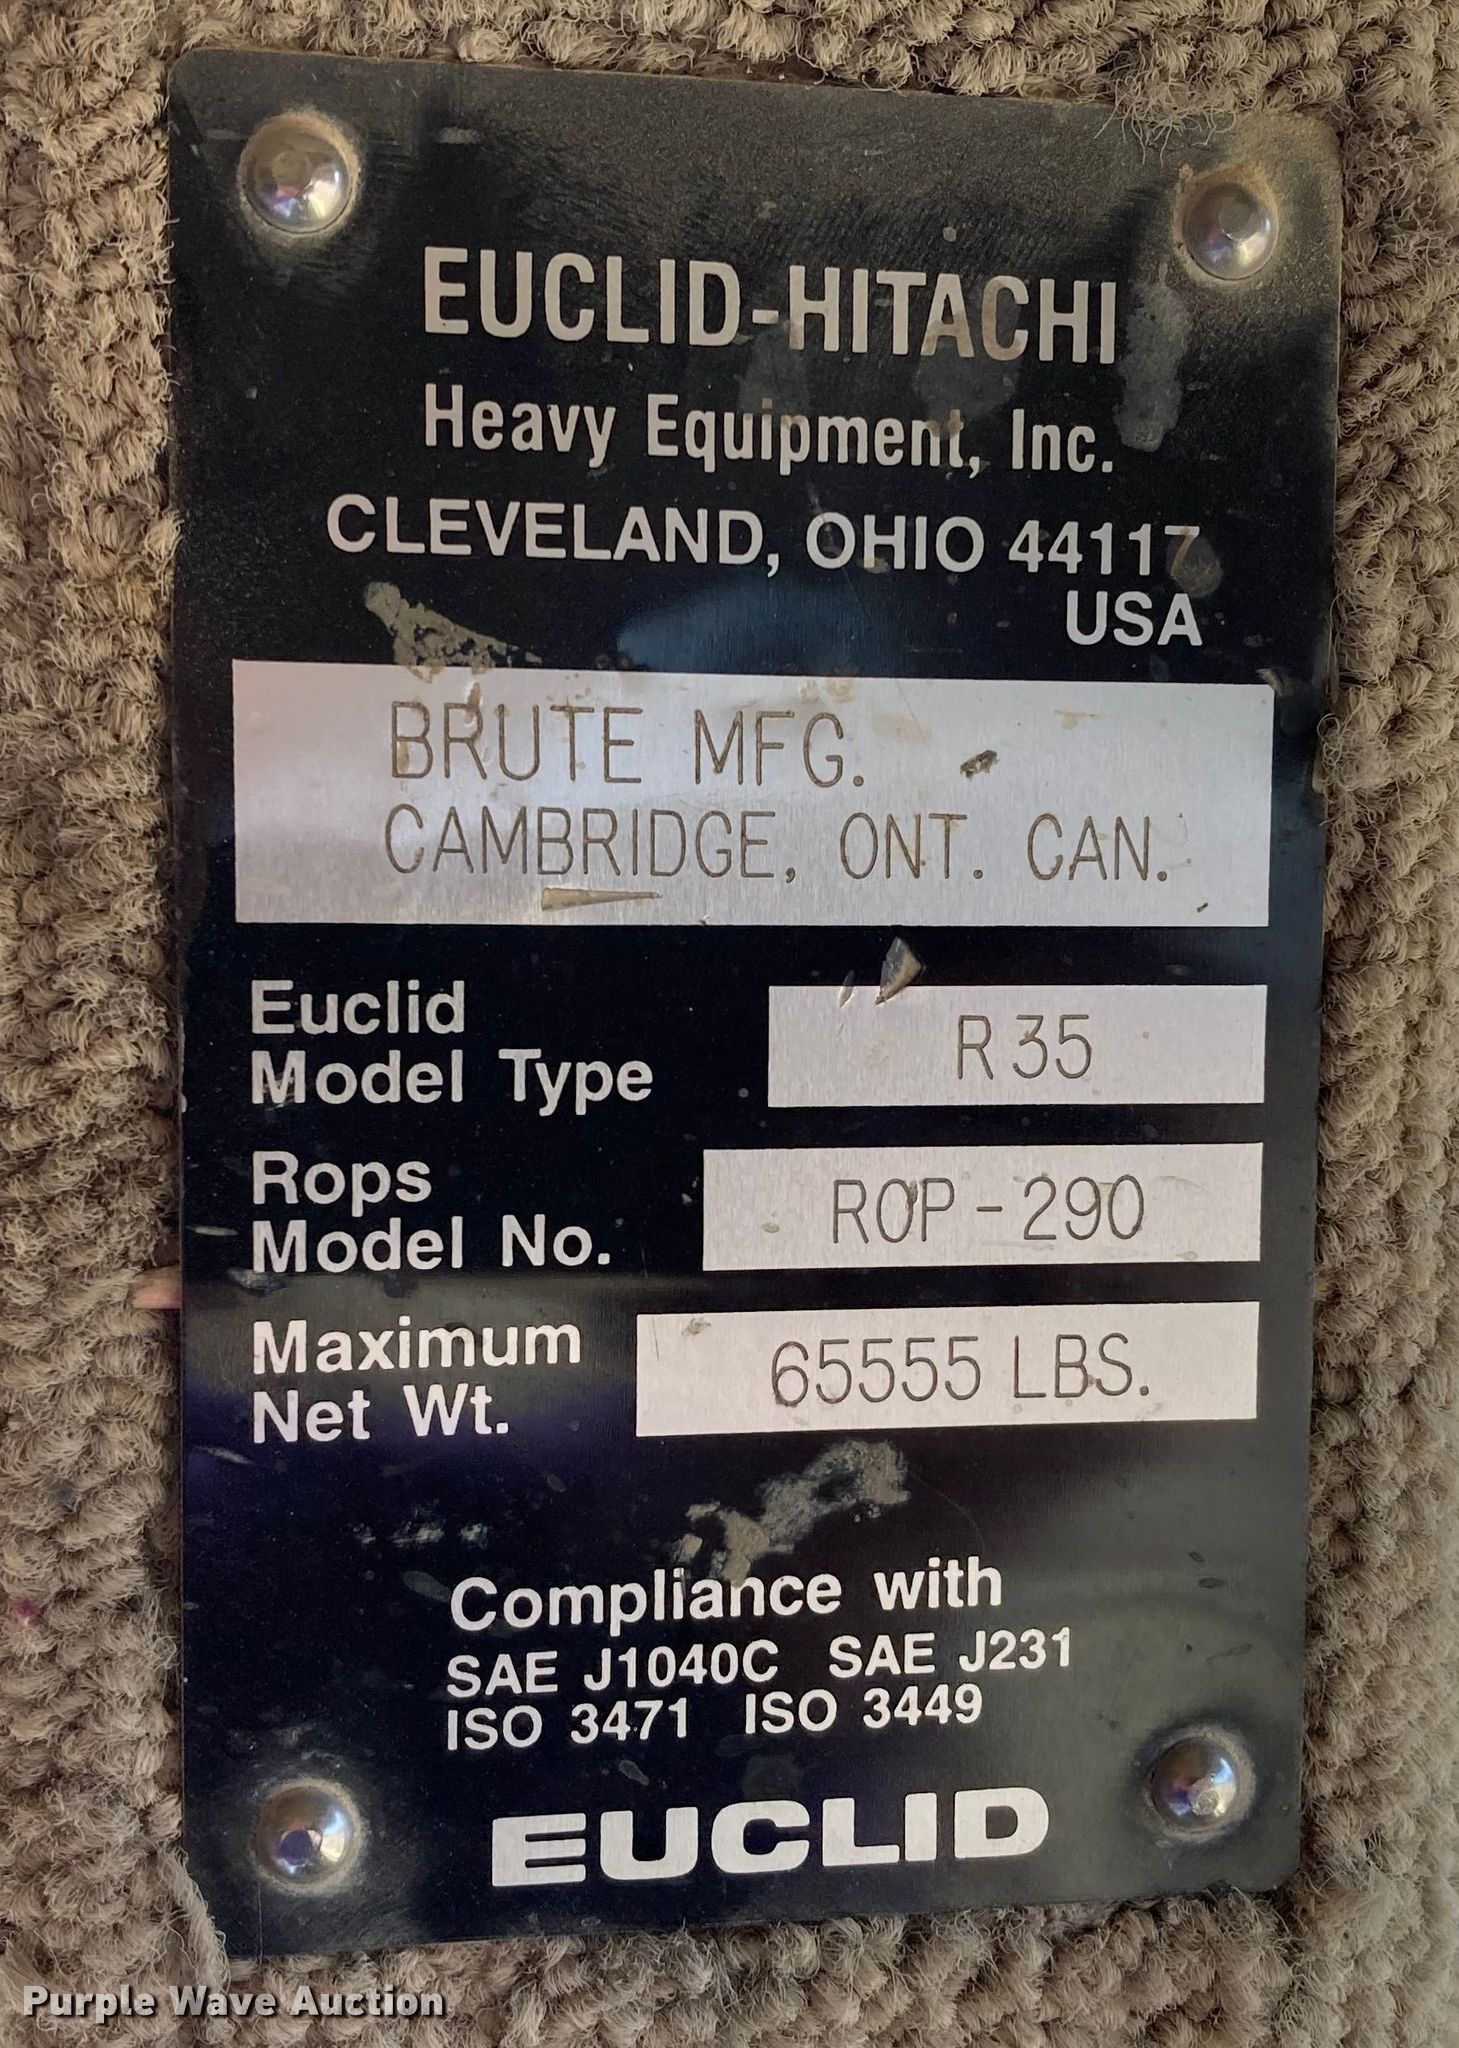 EUCLID-HITACHI
Heavy Equipment, Inc.
CLEVELAND, OHIO 44117
USA
BRUTE MFG.
CAMBRIDGE, ONT. CAN.
Euclid
Model Type
R35
Rops
Model No.
ROP-290
Maximum
Net Wt.
65555 LBS.
Compliance with
SAE J1040C SAE J231
ISO 3471 ISO 3449
EUCLID
Purple Wave Auction